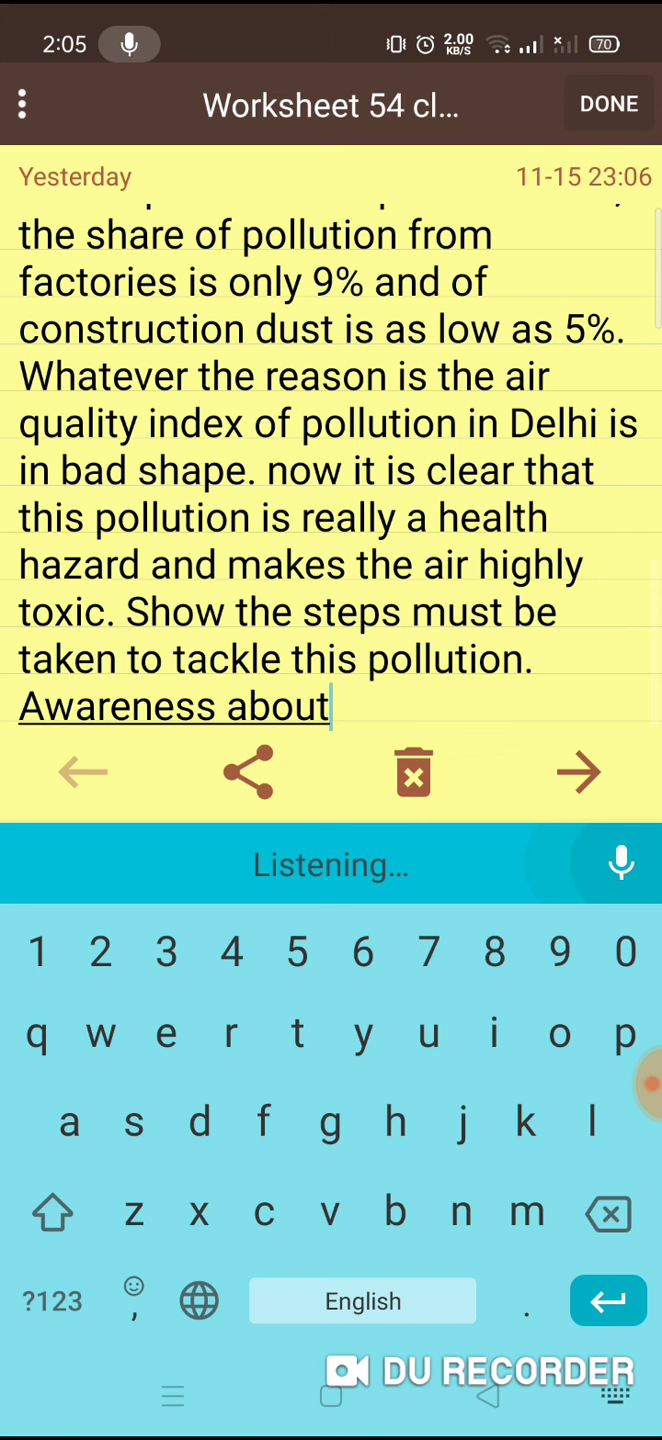 2:05
2.00
KB/S
70
Worksheet 54 cl...
DONE
Yesterday
11-15 23:06
the share of pollution from
factories is only 9% and of
construction dust is as low as 5%.
Whatever the reason is the air
quality index of pollution in Delhi is
in bad shape. now it is clear that
this pollution is really a health
hazard and makes the air highly
toxic. Show the steps must be
taken to tackle this pollution.
Awareness about
Listening...
1 2 3 4 5 6 7 8 9 0
q w e r t y u i o p
a s d f g h j k l
z x c v b n m
?123 , English .
DU RECORDER